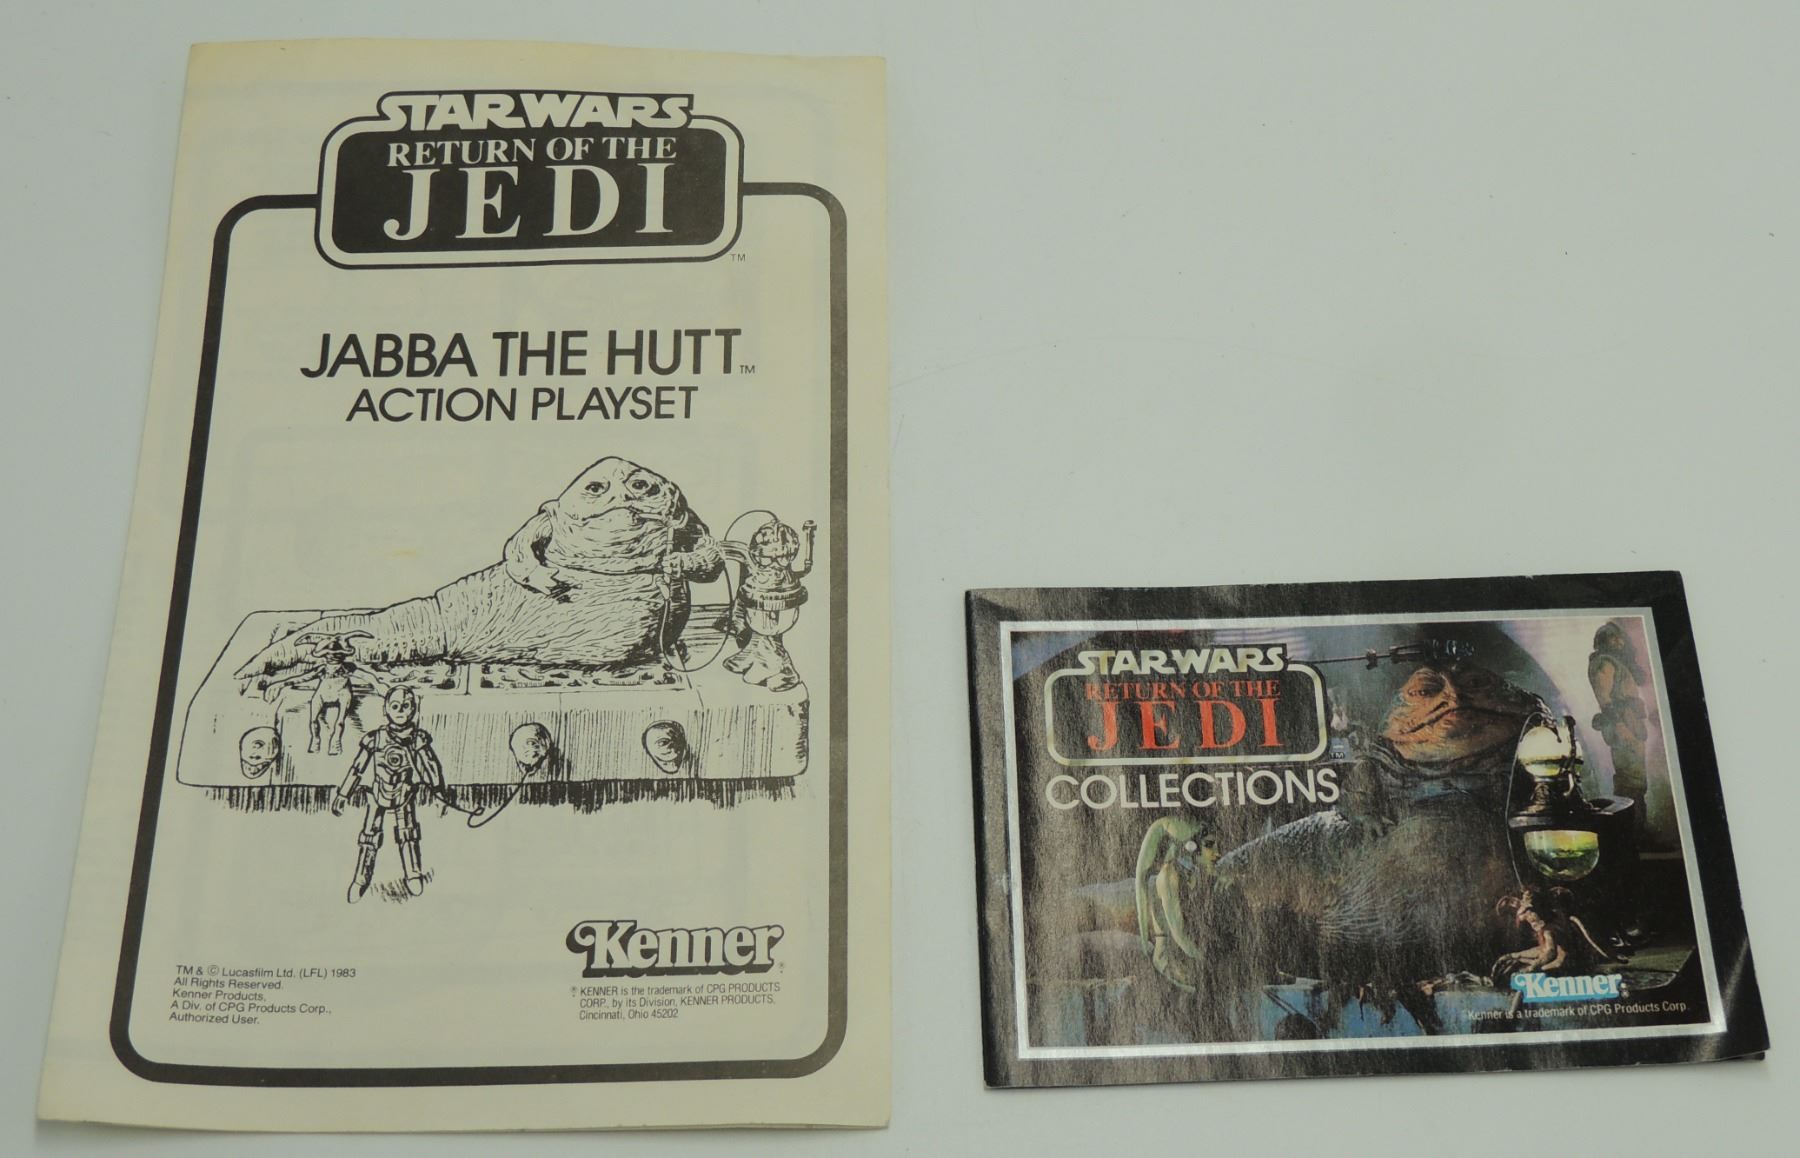 STAR WARS
RETURN OF THE
JEDI
TM
JABBA THE HUTT TM
ACTION PLAYSET
Kenner ®
TM & © Lucasfilm Ltd. (LFL) 1983
All Rights Reserved.
Kenner Products,
A Div. of CPG Products Corp.,
Authorized User.
® KENNER is the trademark of CPG PRODUCTS
CORP., by its Division, KENNER PRODUCTS,
Cincinnati, Ohio 45202
STAR WARS
RETURN OF THE
JEDI
TM
COLLECTIONS
Kenner ®
Kenner is a trademark of CPG Products Corp.